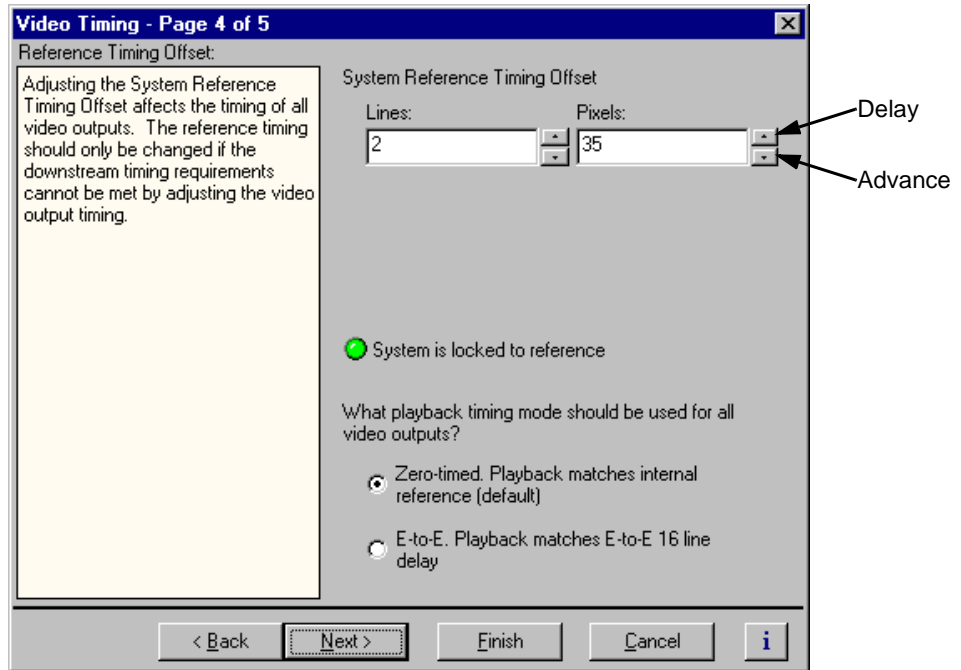 Video Timing - Page 4 of 5
Reference Timing Offset:
Adjusting the System Reference
Timing Offset affects the timing of all
video outputs. The reference timing
should only be changed if the
downstream timing requirements
cannot be met by adjusting the video
output timing.
System Reference Timing Offset
Lines:
Pixels:
2
35
Delay
Advance
System is locked to reference
What playback timing mode should be used for all
video outputs?
Zero-timed. Playback matches internal
reference (default)
E-to-E. Playback matches E-to-E 16 line
delay
< Back
Next >
Finish
Cancel
i